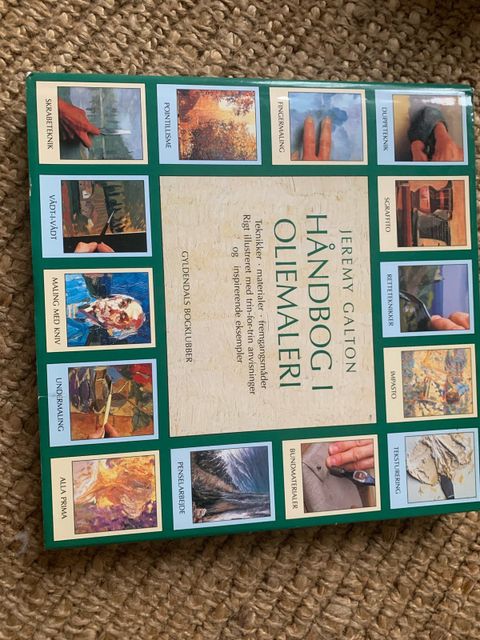 DUPPETEKNIK
SGRAFFITO
RETTETEKNIKKER
IMPASTO
TEKSTURERING
FINGERMALING
JEREMY GALTON
HÅNDBOG I
OLIEMALERI
Teknikker · materialer · fremgangsmåder
Rigt illustreret med trin-for-trin anvisninger
og inspirerende eksempler
GYLDENDALS BOGKLUBBER
BUNDMATERIALER
POINTILLISME
PENSELARBEJDE
SKRABETEKNIK
VÅDT-I-VÅDT
MALING MED KNIV
UNDERMALING
ALLA PRIMA